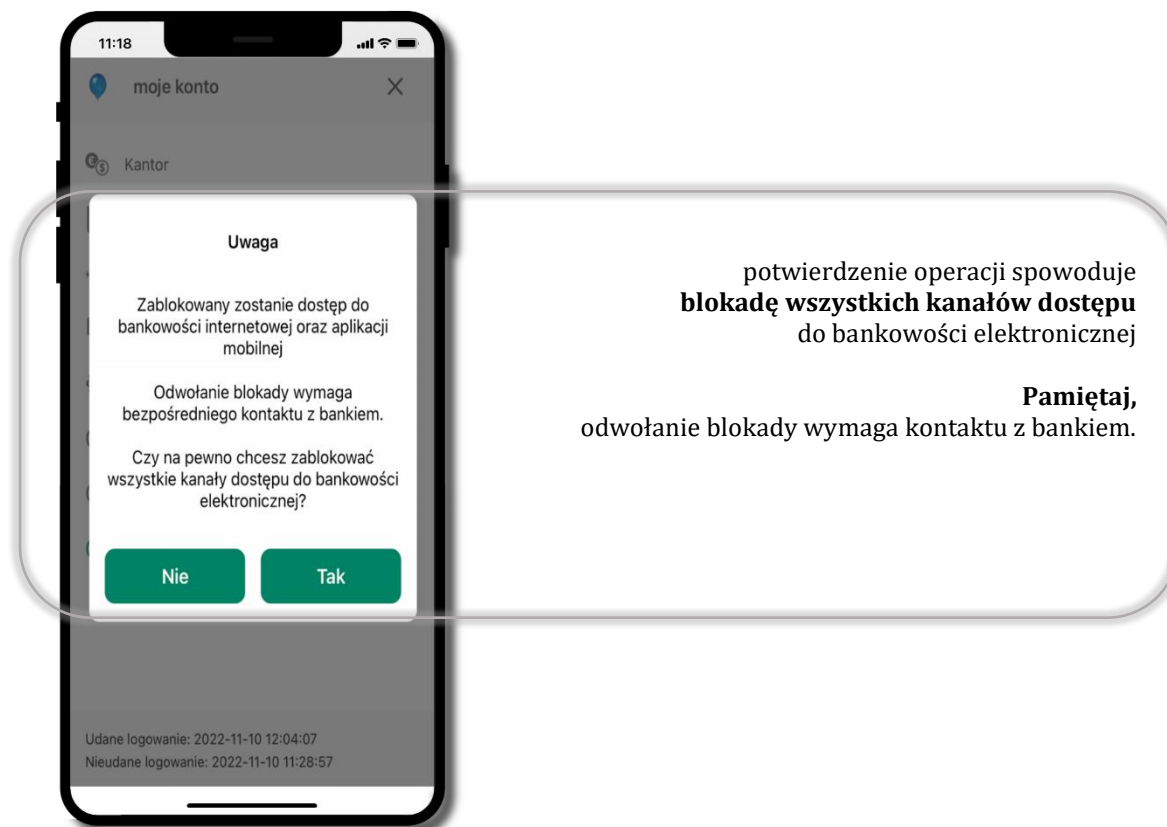 11:18
moje konto
Kantor
Uwaga
Zablokowany zostanie dostęp do
bankowości internetowej oraz aplikacji
mobilnej
Odwołanie blokady wymaga
bezpośredniego kontaktu z bankiem.
Czy na pewno chcesz zablokować
wszystkie kanały dostępu do bankowości
elektronicznej?
Nie
Tak
Udane logowanie: 2022-11-10 12:04:07
Nieudane logowanie: 2022-11-10 11:28:57
potwierdzenie operacji spowoduje
blokadę wszystkich kanałów dostępu
do bankowości elektronicznej
Pamiętaj,
odwołanie blokady wymaga kontaktu z bankiem.